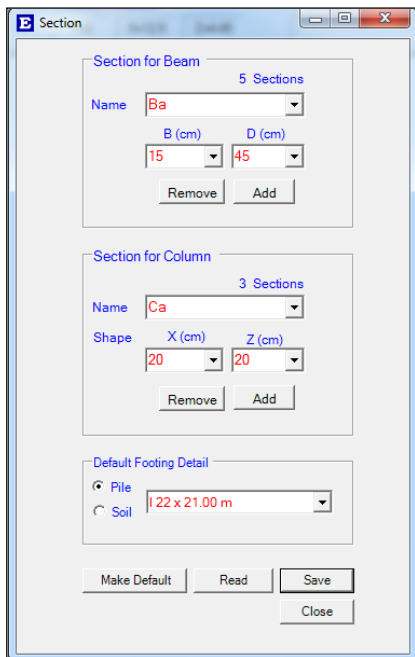 E Section
Section for Beam
5 Sections
Name Ba
B (cm) D (cm)
15 45
Remove Add
Section for Column
3 Sections
Name Ca
Shape X (cm) Z (cm)
20 20
Remove Add
Default Footing Detail
Pile
I 22 x 21.00 m
Soil
Make Default Read Save
Close